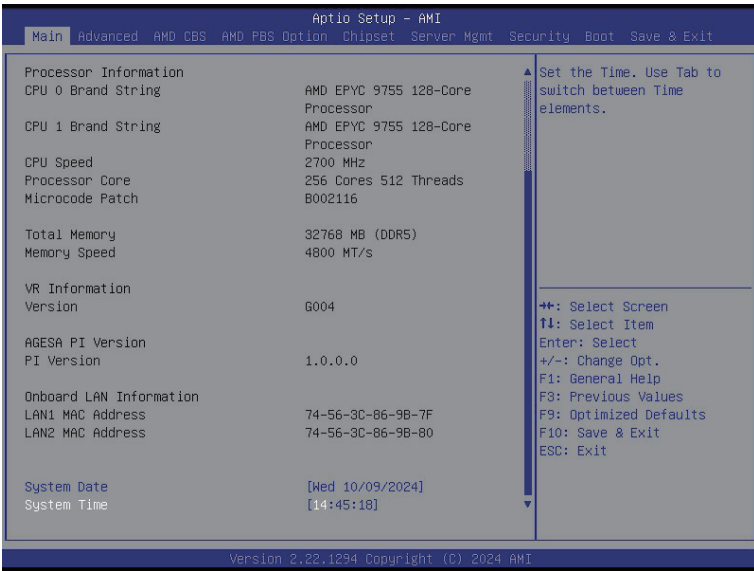 Aptio Setup – AMI
Main Advanced AMD CBS AMD PBS Option Chipset Server Mgmt Security Boot Save & Exit
Processor Information
CPU 0 Brand String AMD EPYC 9755 128-Core
Processor
CPU 1 Brand String AMD EPYC 9755 128-Core
Processor
CPU Speed 2700 MHz
Processor Core 256 Cores 512 Threads
Microcode Patch B002116
Total Memory 32768 MB (DDR5)
Memory Speed 4800 MT/s
VR Information
Version G004
AGESA PI Version
PI Version 1.0.0.0
Onboard LAN Information
LAN1 MAC Address 74-56-3C-86-9B-7F
LAN2 MAC Address 74-56-3C-86-9B-80
System Date [Wed 10/09/2024]
System Time [14:45:18]
Set the Time. Use Tab to
switch between Time
elements.
→←: Select Screen
↑↓: Select Item
Enter: Select
+/-: Change Opt.
F1: General Help
F3: Previous Values
F9: Optimized Defaults
F10: Save & Exit
ESC: Exit
Version 2.22.1294 Copyright (C) 2024 AMI